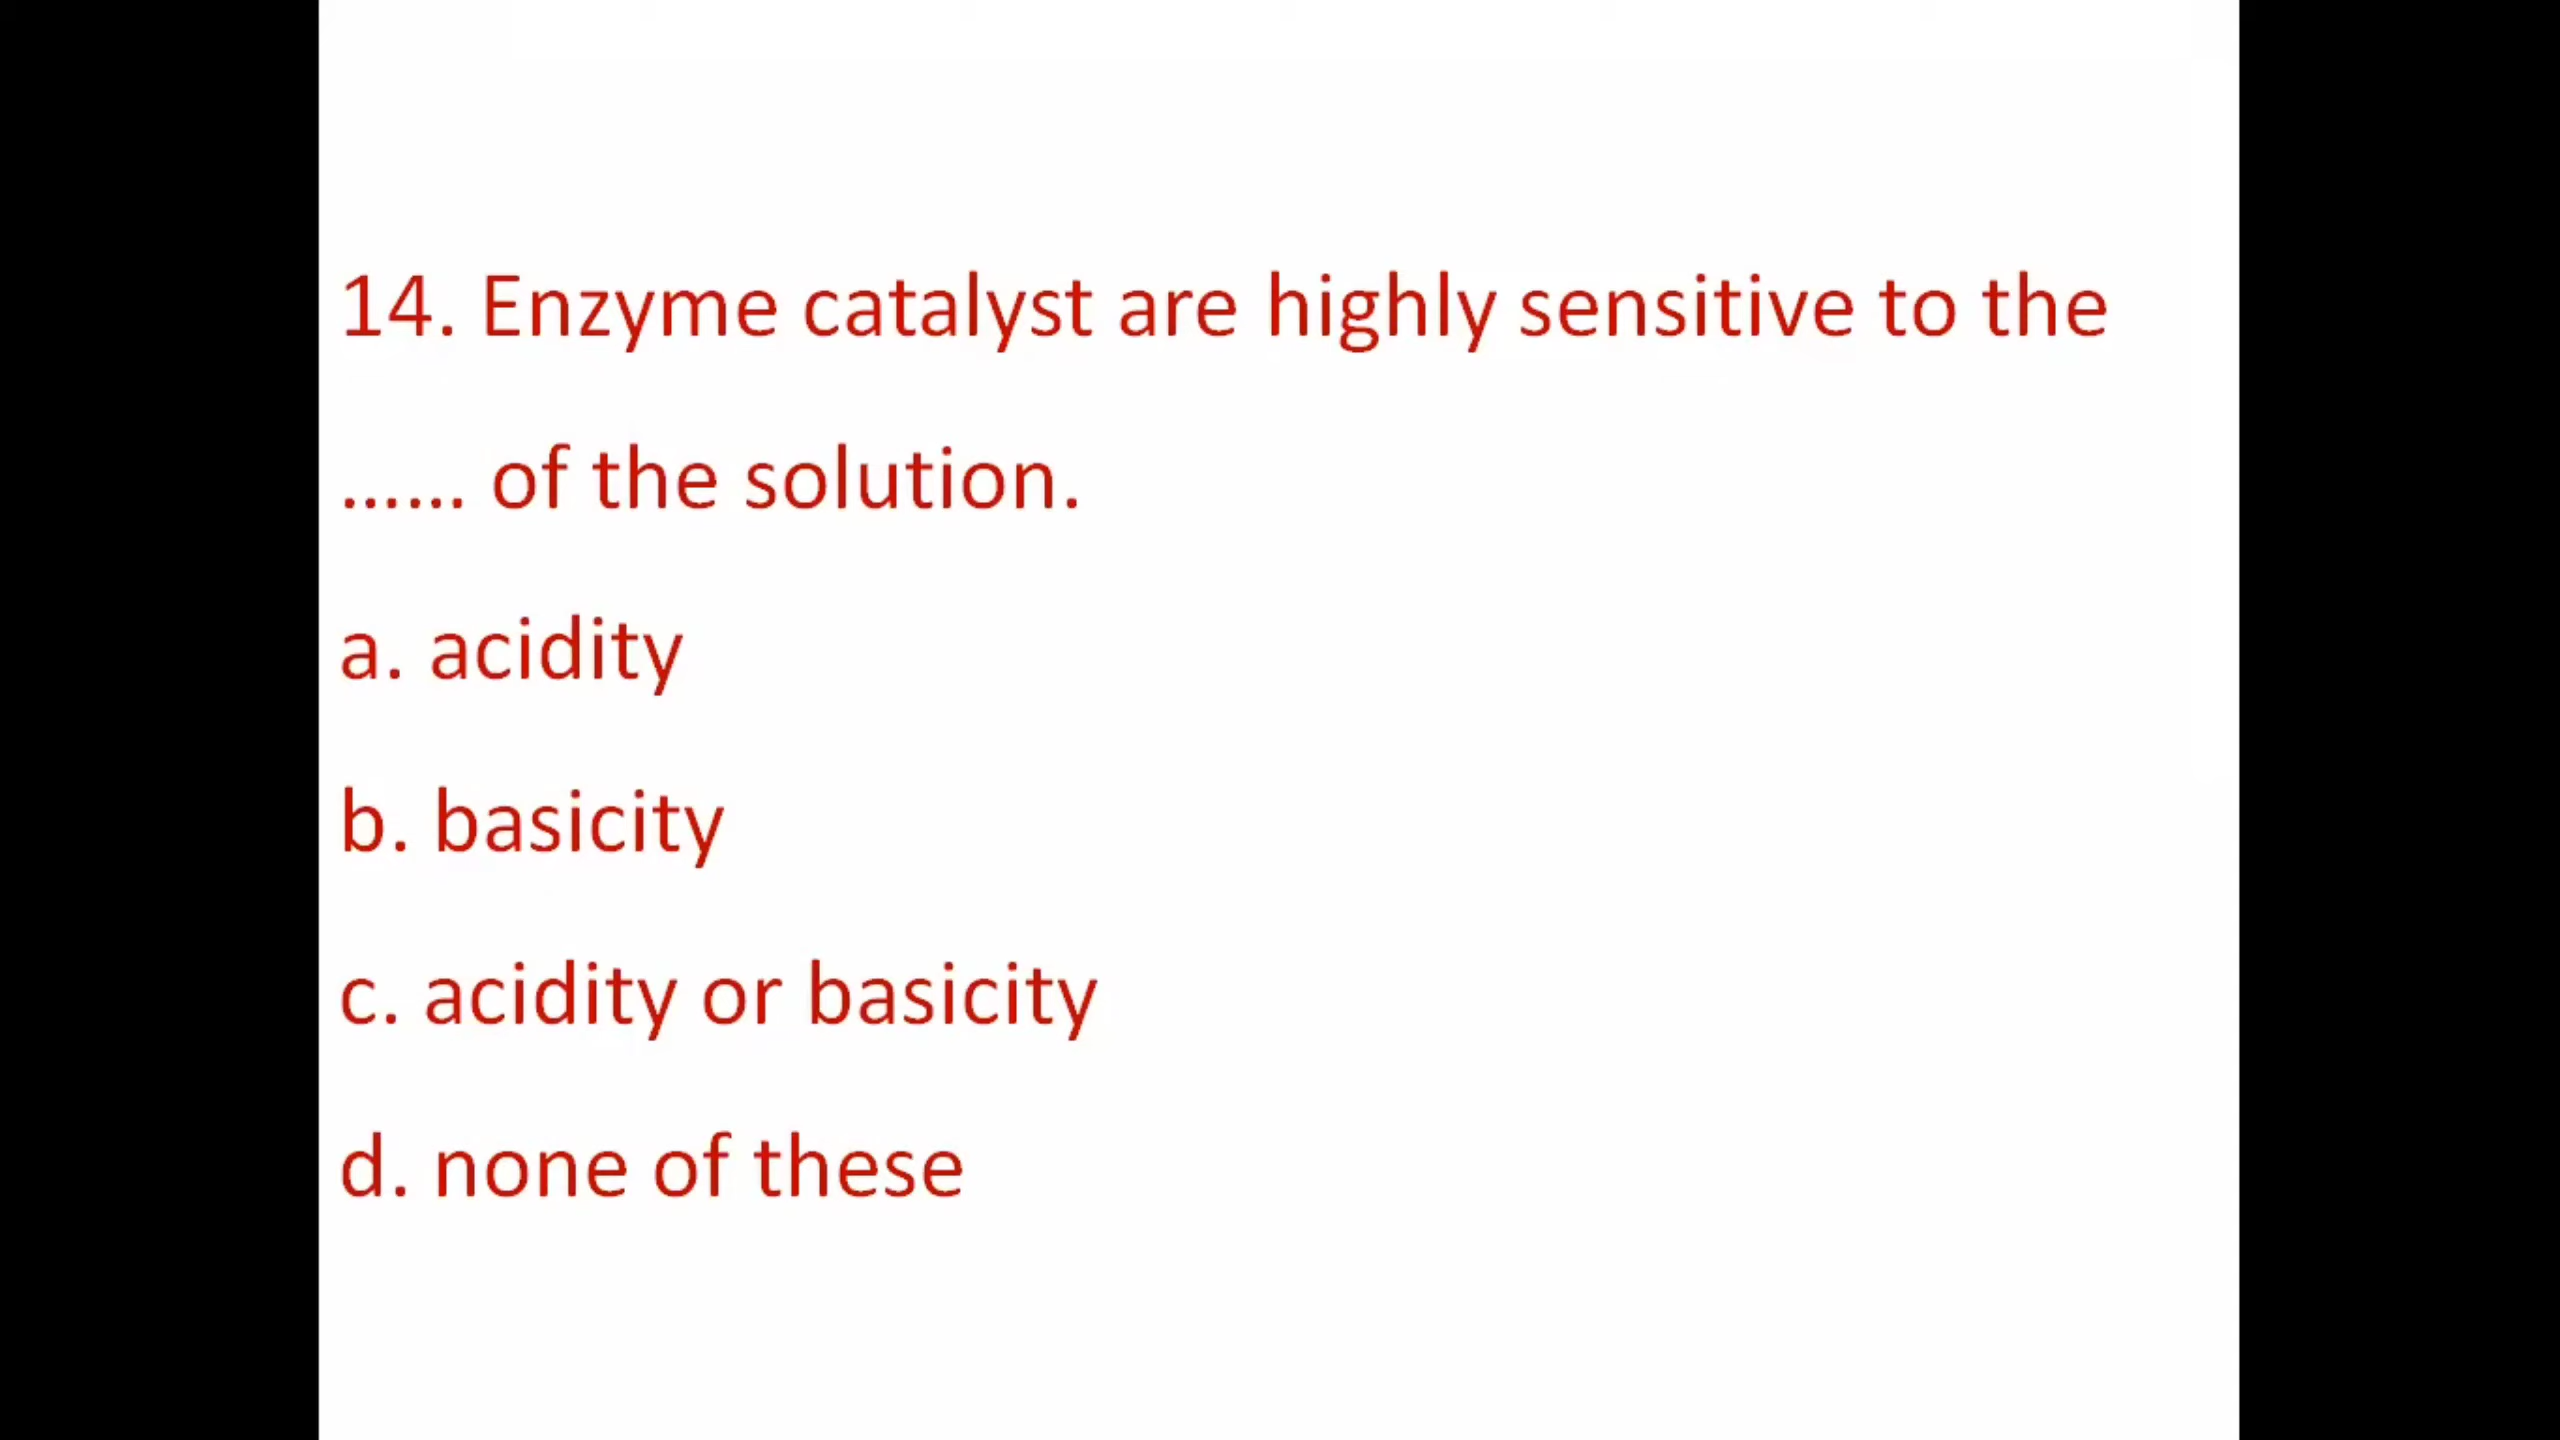 14. Enzyme catalyst are highly sensitive to the
...... of the solution.
a. acidity
b. basicity
c. acidity or basicity
d. none of these